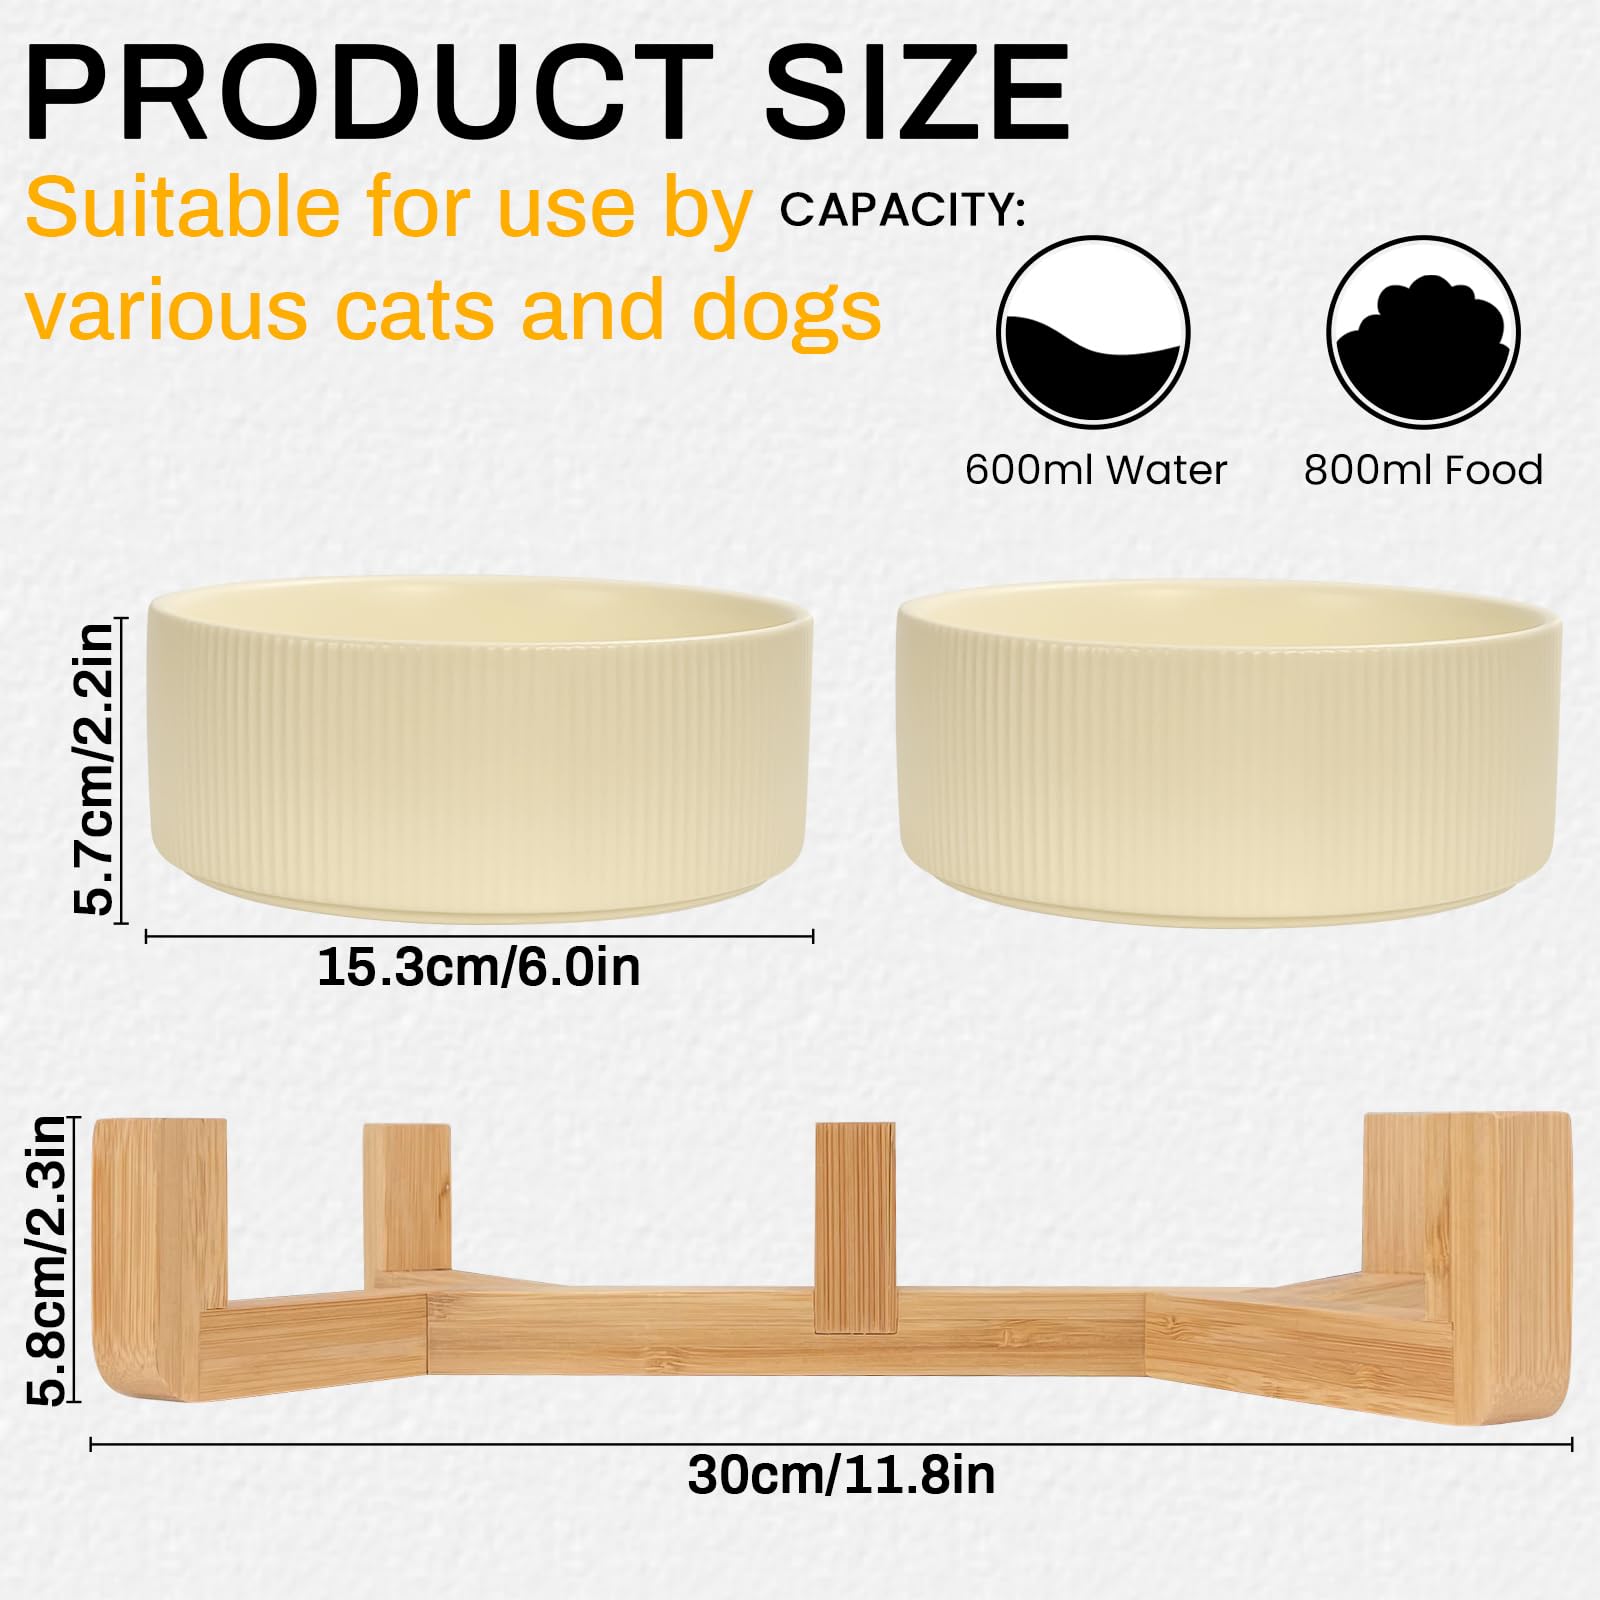 PRODUCT SIZE
Suitable for use by
various cats and dogs
CAPACITY:
600ml Water
800ml Food
5.7cm/2.2in
15.3cm/6.0in
5.8cm/2.3in
30cm/11.8in